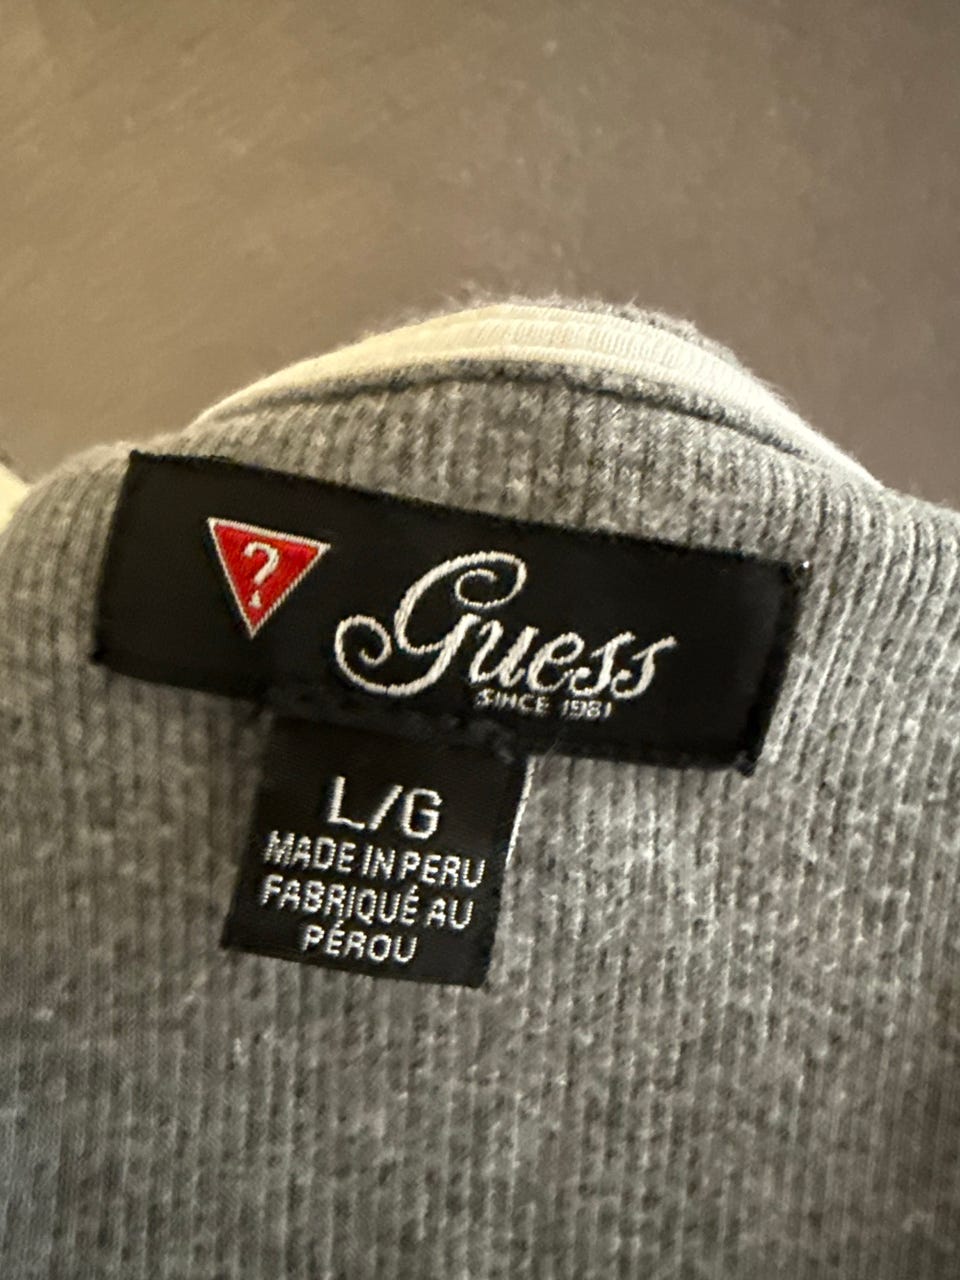 ?
Guess
SINCE 1981
L/G
MADE IN PERU
FABRIQUÉ AU
PÉROU